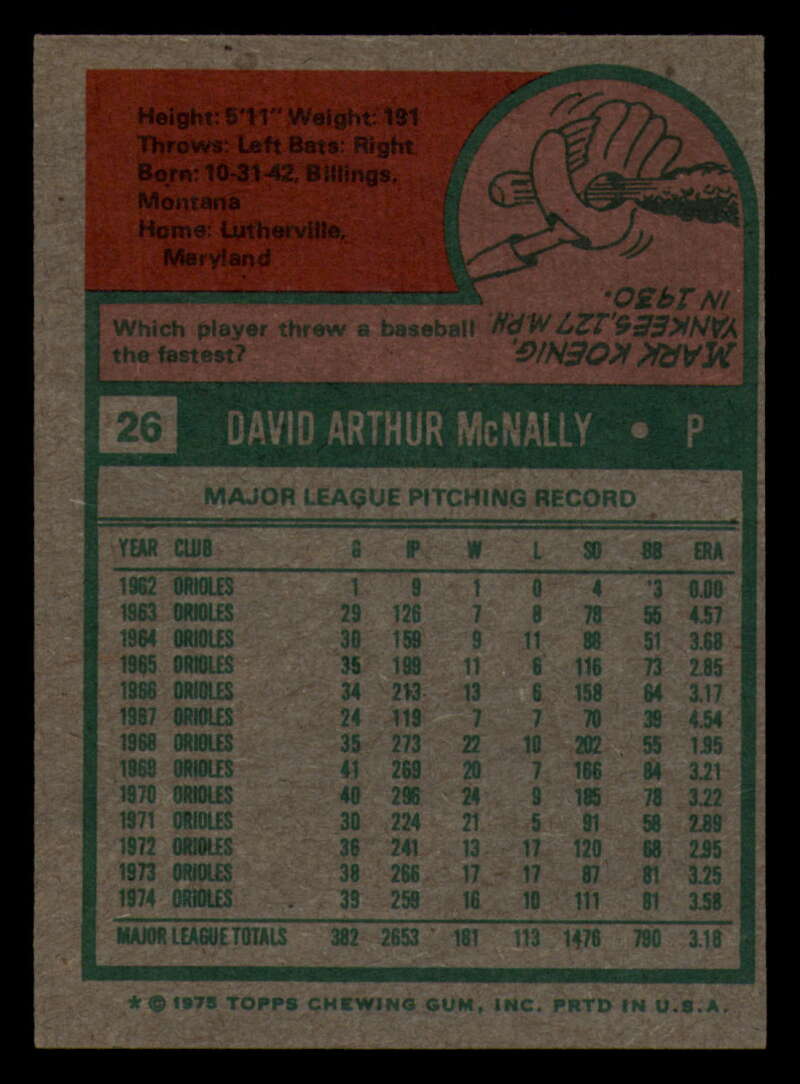 Height: 5'11" Weight: 191
Throws: Left Bats: Right
Born: 10-31-42, Billings,
Montana
Home: Lutherville,
Maryland
Which player threw a baseball
the fastest?
MARK KOENIG,
YANKEES, 127 MPH
IN 1930.
26 DAVID ARTHUR McNALLY • P
MAJOR LEAGUE PITCHING RECORD
YEAR CLUB G IP W L SO BB ERA
1962 ORIOLES 1 9 1 0 4 3 0.00
1963 ORIOLES 29 126 7 8 78 55 4.57
1964 ORIOLES 30 159 9 11 88 51 3.68
1965 ORIOLES 35 199 11 6 116 73 2.85
1966 ORIOLES 34 213 13 6 158 64 3.17
1967 ORIOLES 24 119 7 7 70 39 4.54
1968 ORIOLES 35 273 22 10 202 55 1.95
1969 ORIOLES 41 269 20 7 166 84 3.21
1970 ORIOLES 40 296 24 9 185 78 3.22
1971 ORIOLES 30 224 21 5 91 58 2.89
1972 ORIOLES 36 241 13 17 120 68 2.95
1973 ORIOLES 38 266 17 17 87 81 3.25
1974 ORIOLES 39 259 16 10 111 81 3.58
MAJOR LEAGUE TOTALS 382 2653 181 113 1476 790 3.18
* © 1975 TOPPS CHEWING GUM, INC. PRTD IN U.S.A.